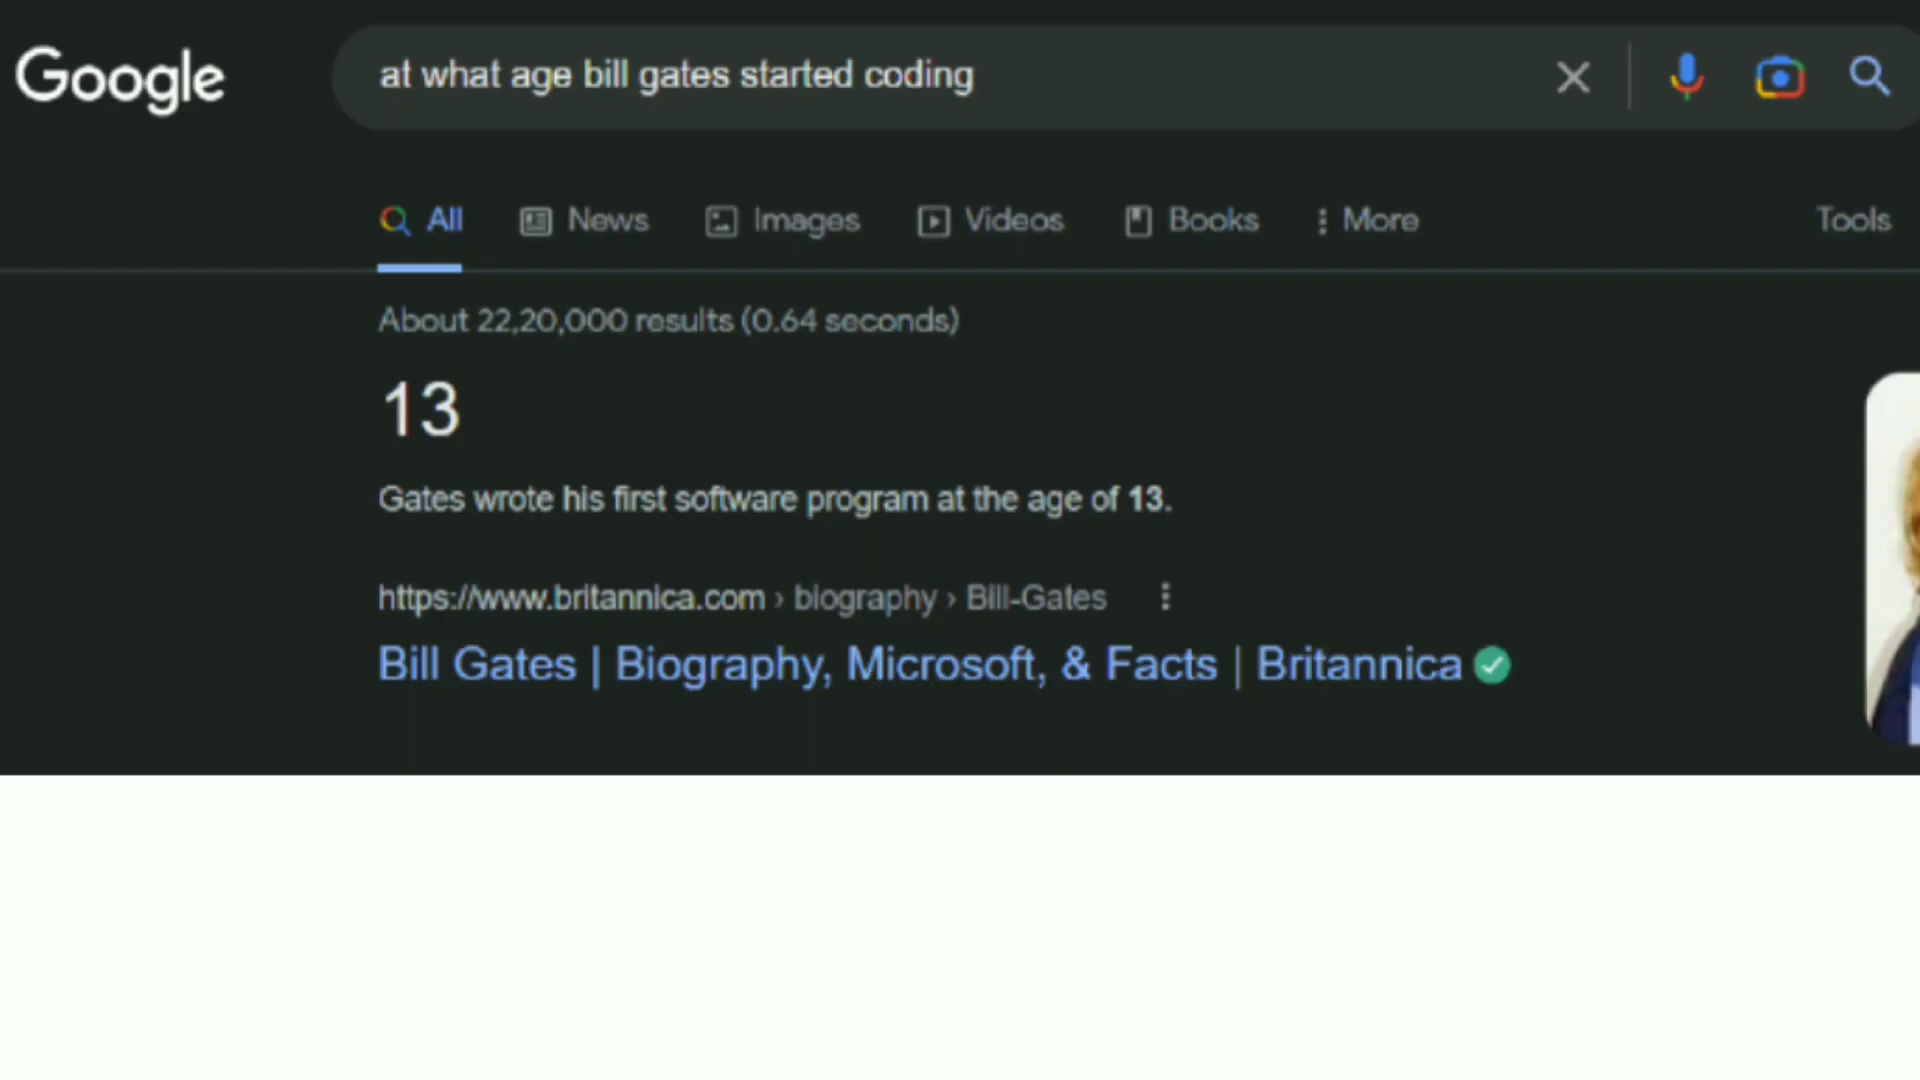 Google
at what age bill gates started coding
All News Images Videos Books More Tools
About 22,20,000 results (0.64 seconds)
13
Gates wrote his first software program at the age of 13.
https://www.britannica.com › biography › Bill-Gates
Bill Gates | Biography, Microsoft, & Facts | Britannica